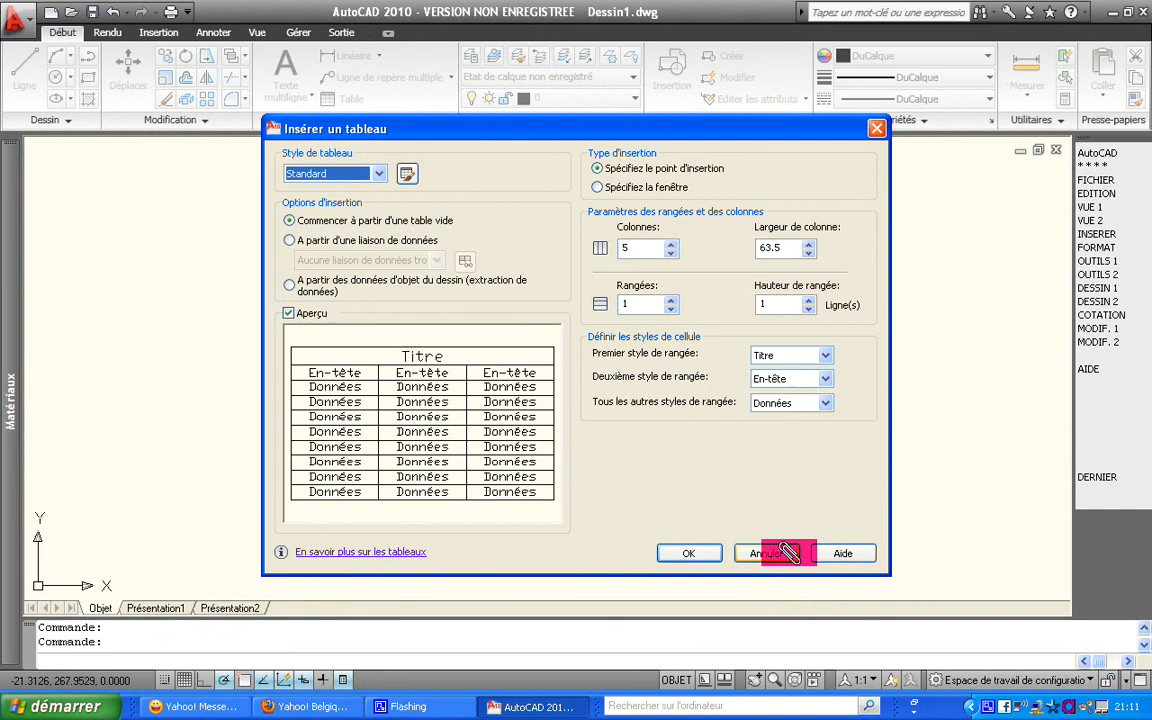 AutoCAD 2010 - VERSION NON ENREGISTREE Dessin1.dwg
Tapez un mot-clé ou une expressio
Début Rendu Insertion Annoter Vue Gérer Express Sortie
Ligne
Déplacer
Texte
multiligne
Linéaire
Ligne de repère multiple
Table
Etat de calque non enregistré
0
Insertion
Créer
Modifier
Editer les attributs
DuCalque
DuCalque
DuCalque
Mesurer
Coller
Dessin
Modification
Utilitaires
Presse-papiers
Matériaux
Insérer un tableau
Style de tableau
Standard
Options d'insertion
Commencer à partir d'une table vide
A partir d'une liaison de données
Aucune liaison de données tro
A partir des données d'objet du dessin (extraction de
données)
Aperçu
Titre
En-tête En-tête En-tête
Données Données Données
Données Données Données
Données Données Données
Données Données Données
Données Données Données
Données Données Données
Données Données Données
Données Données Données
En savoir plus sur les tableaux
Type d'insertion
Spécifiez le point d'insertion
Spécifiez la fenêtre
Paramètres des rangées et des colonnes
Colonnes: Largeur de colonne:
5 63.5
Rangées: Hauteur de rangée:
1 1 Ligne(s)
Définir les styles de cellule
Premier style de rangée: Titre
Deuxième style de rangée: En-tête
Tous les autres styles de rangée: Données
OK Annuler Aide
AutoCAD
* * * *
FICHIER
EDITION
VUE 1
VUE 2
INSERER
FORMAT
OUTILS 1
OUTILS 2
DESSIN 1
DESSIN 2
COTATION
MODIF. 1
MODIF. 2
AIDE
DERNIER
Y
X
Objet Présentation1 Présentation2
Commande:
Commande:
-21.3126, 267.9529, 0.0000
OBJET
1:1
Espace de travail de configuratio
démarrer
Yahoo! Messe...
Yahoo! Belgiq...
Flashing
AutoCAD 201...
Rechercher sur l'ordinateur
21:11